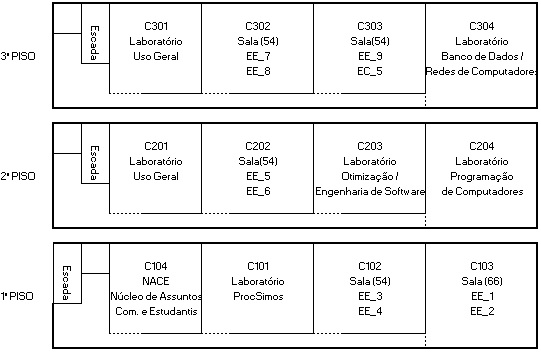 3º PISO
Escada
C301
Laboratório
Uso Geral
C302
Sala (54)
EE_7
EE_8
C303
Sala(54)
EE_9
EC_5
C304
Laboratório
Banco de Dados /
Redes de Computadores
2º PISO
Escada
C201
Laboratório
Uso Geral
C202
Sala(54)
EE_5
EE_6
C203
Laboratório
Otimização /
Engenharia de Software
C204
Laboratório
Programação
de Computadores
1º PISO
Escada
C104
NACE
Núcleo de Assuntos
Com. e Estudantis
C101
Laboratório
ProcSimos
C102
Sala (54)
EE_3
EE_4
C103
Sala (66)
EE_1
EE_2